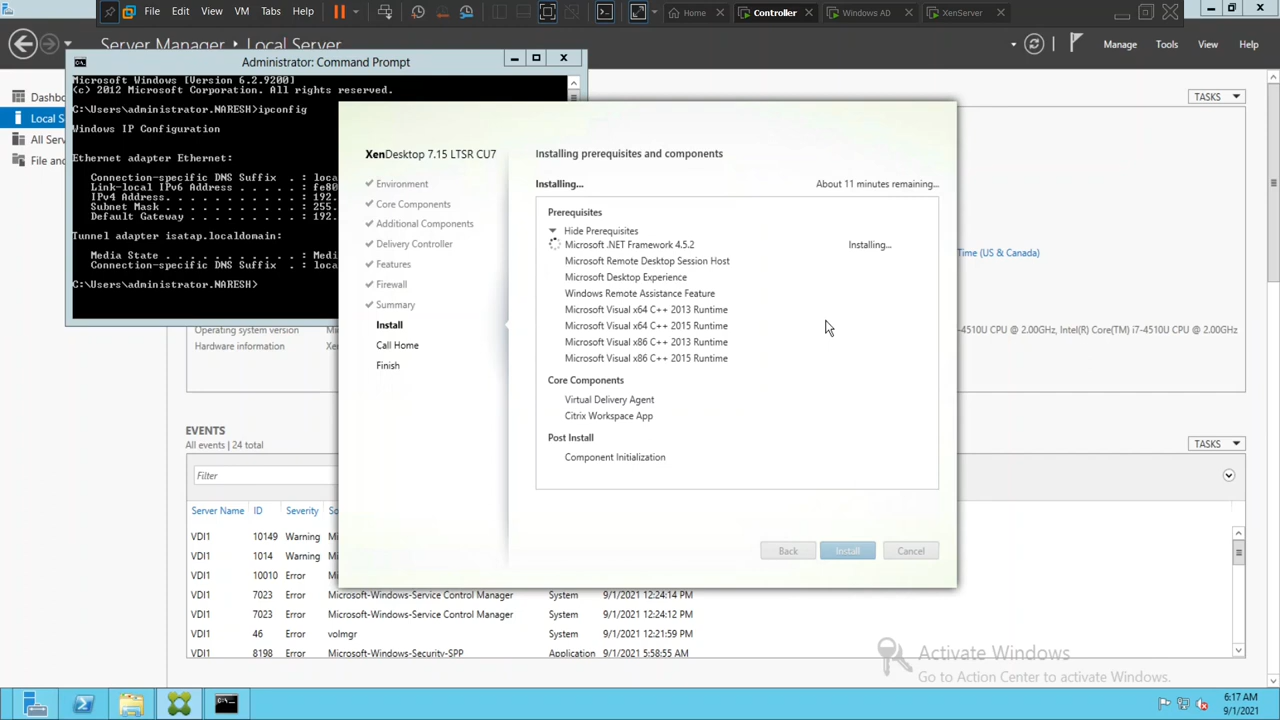 File Edit View VM Tabs Help Home Controller Windows AD XenServer
Server Manager Local Server Manage Tools View Help
Administrator: Command Prompt
Microsoft Windows [Version 6.2.9200]
(c) 2012 Microsoft Corporation. All rights reserved.
C:\Users\administrator.NARESH>ipconfig
Windows IP Configuration
Ethernet adapter Ethernet:
Connection-specific DNS Suffix . : loca
Link-local IPv6 Address . . . . . : fe80
IPv4 Address. . . . . . . . . . . : 192.
Subnet Mask . . . . . . . . . . . : 255.
Default Gateway . . . . . . . . . : 192.
Tunnel adapter isatap.localdomain:
Media State . . . . . . . . . . . : Medi
Connection-specific DNS Suffix . : loca
C:\Users\administrator.NARESH>
Dashbo
Local S
All Serv
File and
TASKS
XenDesktop 7.15 LTSR CU7
Environment
Core Components
Additional Components
Delivery Controller
Features
Firewall
Summary
Install
Call Home
Finish
Installing prerequisites and components
Installing... About 11 minutes remaining...
Prerequisites
Hide Prerequisites
Microsoft .NET Framework 4.5.2 Installing...
Microsoft Remote Desktop Session Host
Microsoft Desktop Experience
Windows Remote Assistance Feature
Microsoft Visual x64 C++ 2013 Runtime
Microsoft Visual x64 C++ 2015 Runtime
Microsoft Visual x86 C++ 2013 Runtime
Microsoft Visual x86 C++ 2015 Runtime
Core Components
Virtual Delivery Agent
Citrix Workspace App
Post Install
Component Initialization
Back Install Cancel
Time (US & Canada)
Operating system version Mi
-4510U CPU @ 2.00GHz, Intel(R) Core(TM) i7-4510U CPU @ 2.00GHz
Hardware information Xe
EVENTS
All events | 24 total
TASKS
Filter
Server Name ID Severity So
VDI1 10149 Warning Mi
VDI1 1014 Warning Mi
VDI1 10010 Error Mi
VDI1 7023 Error Microsoft-Windows-Service Control Manager System 9/1/2021 12:24:14 PM
VDI1 7023 Error Microsoft-Windows-Service Control Manager System 9/1/2021 12:24:12 PM
VDI1 46 Error volmgr System 9/1/2021 12:21:59 PM
VDI1 8198 Error Microsoft-Windows-Security-SPP Application 9/1/2021 5:58:55 AM
Activate Windows
Go to Action Center to activate Windows.
6:17 AM
9/1/2021